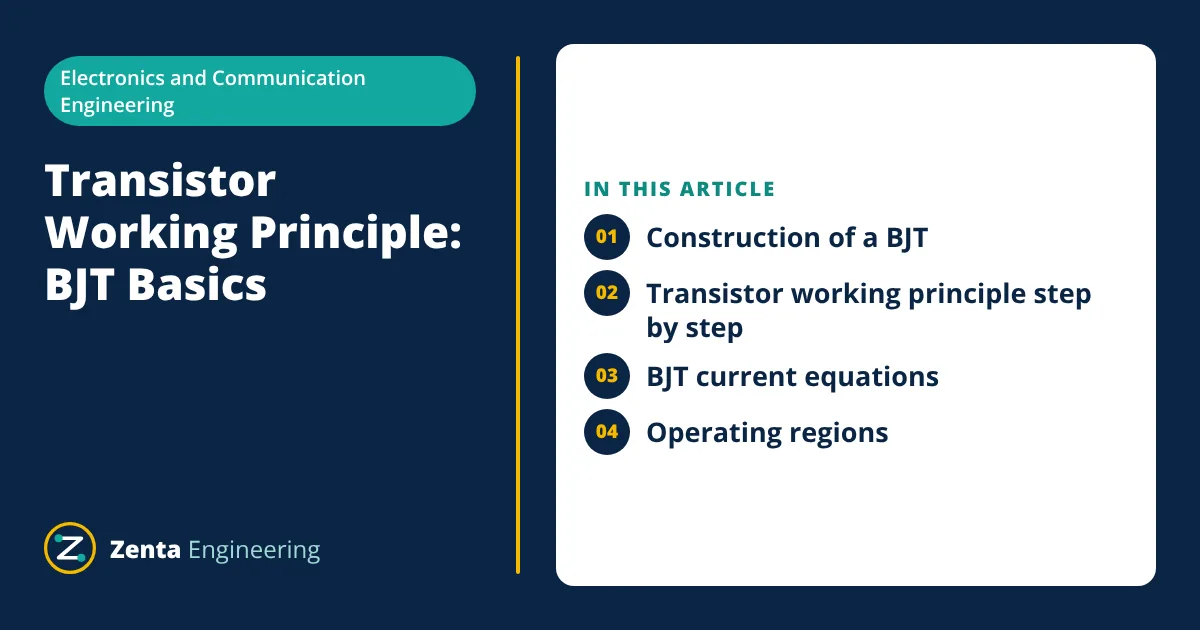 Electronics and Communication
Engineering
Transistor
Working Principle:
BJT Basics
Z Zenta Engineering
IN THIS ARTICLE
01 Construction of a BJT
02 Transistor working principle step
by step
03 BJT current equations
04 Operating regions